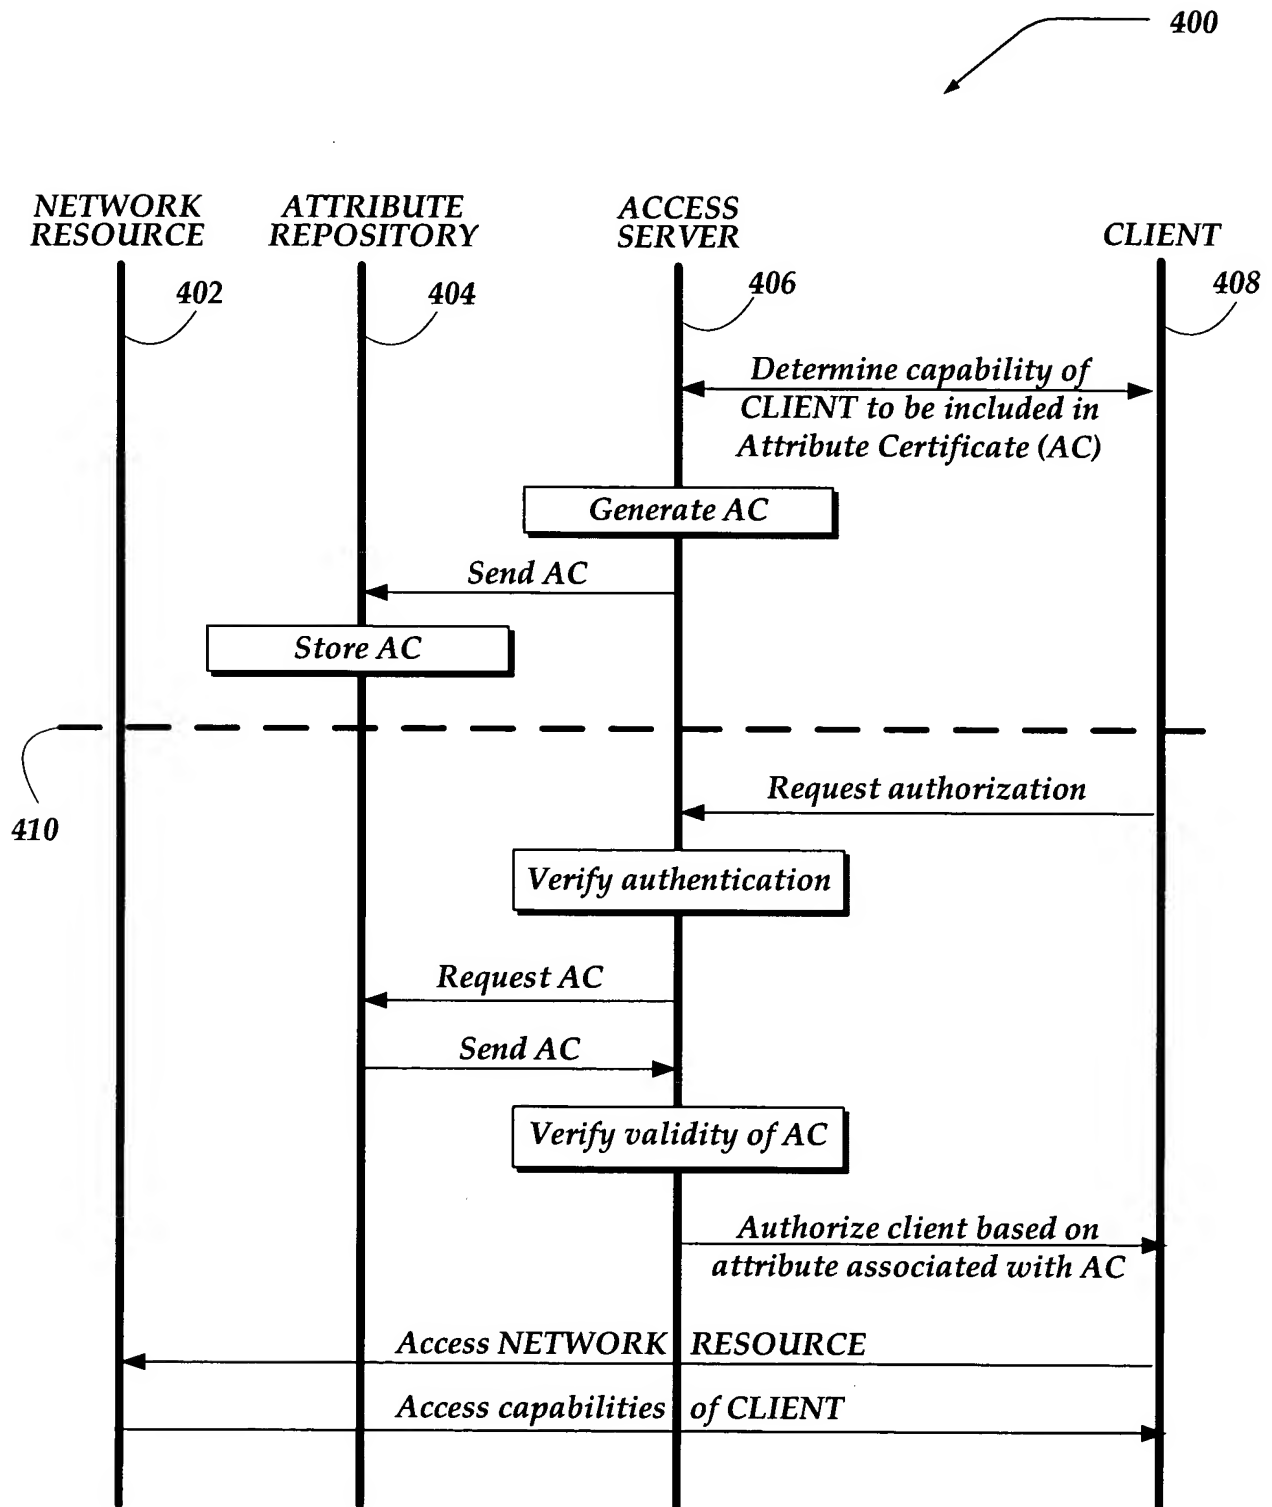 400
NETWORK
RESOURCE
ATTRIBUTE
REPOSITORY
ACCESS
SERVER
CLIENT
402
404
406
408
Determine capability of
CLIENT to be included in
Attribute Certificate (AC)
Generate AC
Send AC
Store AC
410
Request authorization
Verify authentication
Request AC
Send AC
Verify validity of AC
Authorize client based on
attribute associated with AC
Access NETWORK RESOURCE
Access capabilities of CLIENT